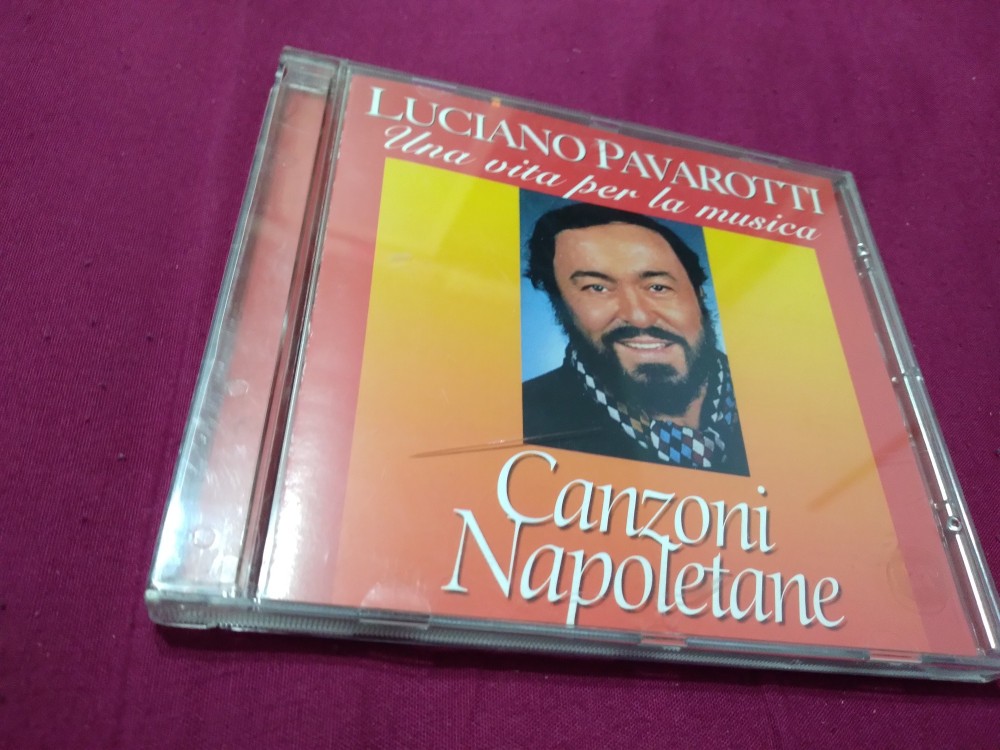 LUCIANO PAVAROTTI
Una vita per la musica
Canzoni
Napoletane